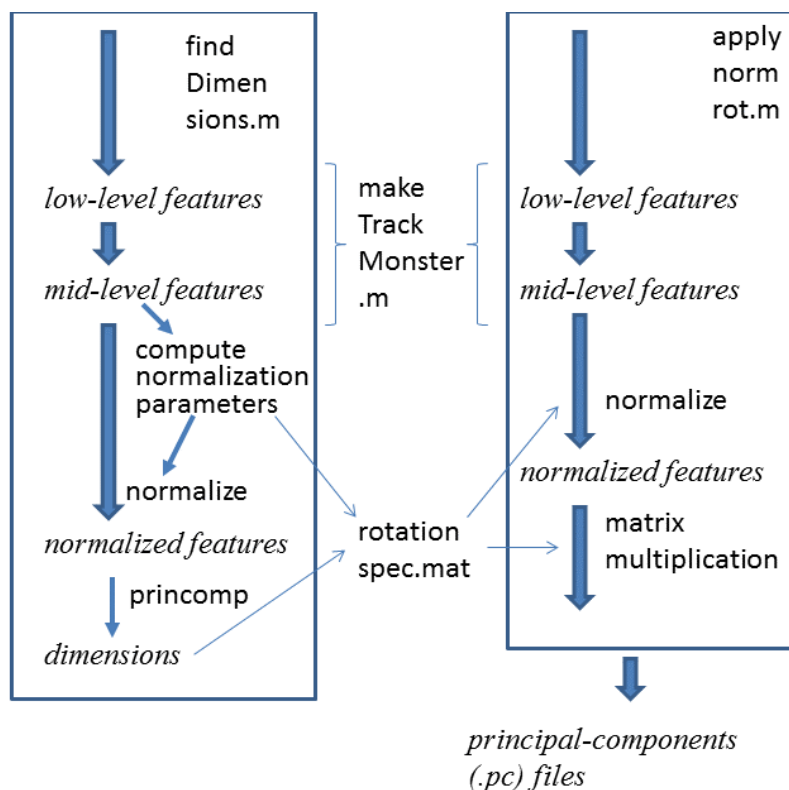 find
Dimen
sions.m
low-level features
mid-level features
compute
normalization
parameters
normalize
normalized features
princomp
dimensions
make
Track
Monster
.m
rotation
spec.mat
apply
norm
rot.m
low-level features
mid-level features
normalize
normalized features
matrix
multiplication
principal-components
(.pc) files